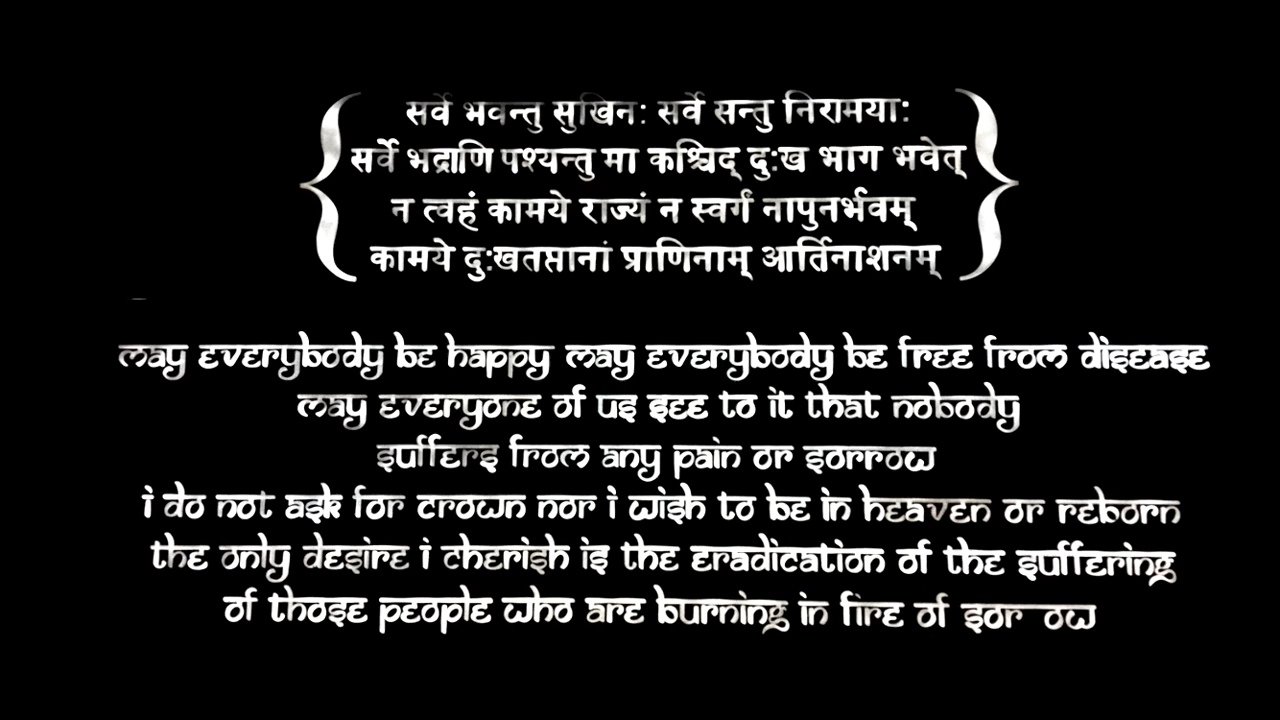 सर्वे भवन्तु सुखिन: सर्वे सन्तु निरामया:
सर्वे भद्राणि पश्यन्तु मा कश्चिद् दु:ख भाग भवेत्
न त्वहं कामये राज्यं न स्वर्गं नापुनर्भवम्
कामये दु:खतप्तानां प्राणिनाम् आर्तिनाशनम्
may everybody be happy may everybody be free from disease
may everyone of us see to it that nobody
suffers from any pain or sorrow
i do not ask for crown nor i wish to be in heaven or reborn
the only desire i cherish is the eradication of the suffering
of those people who are burning in fire of sor ow